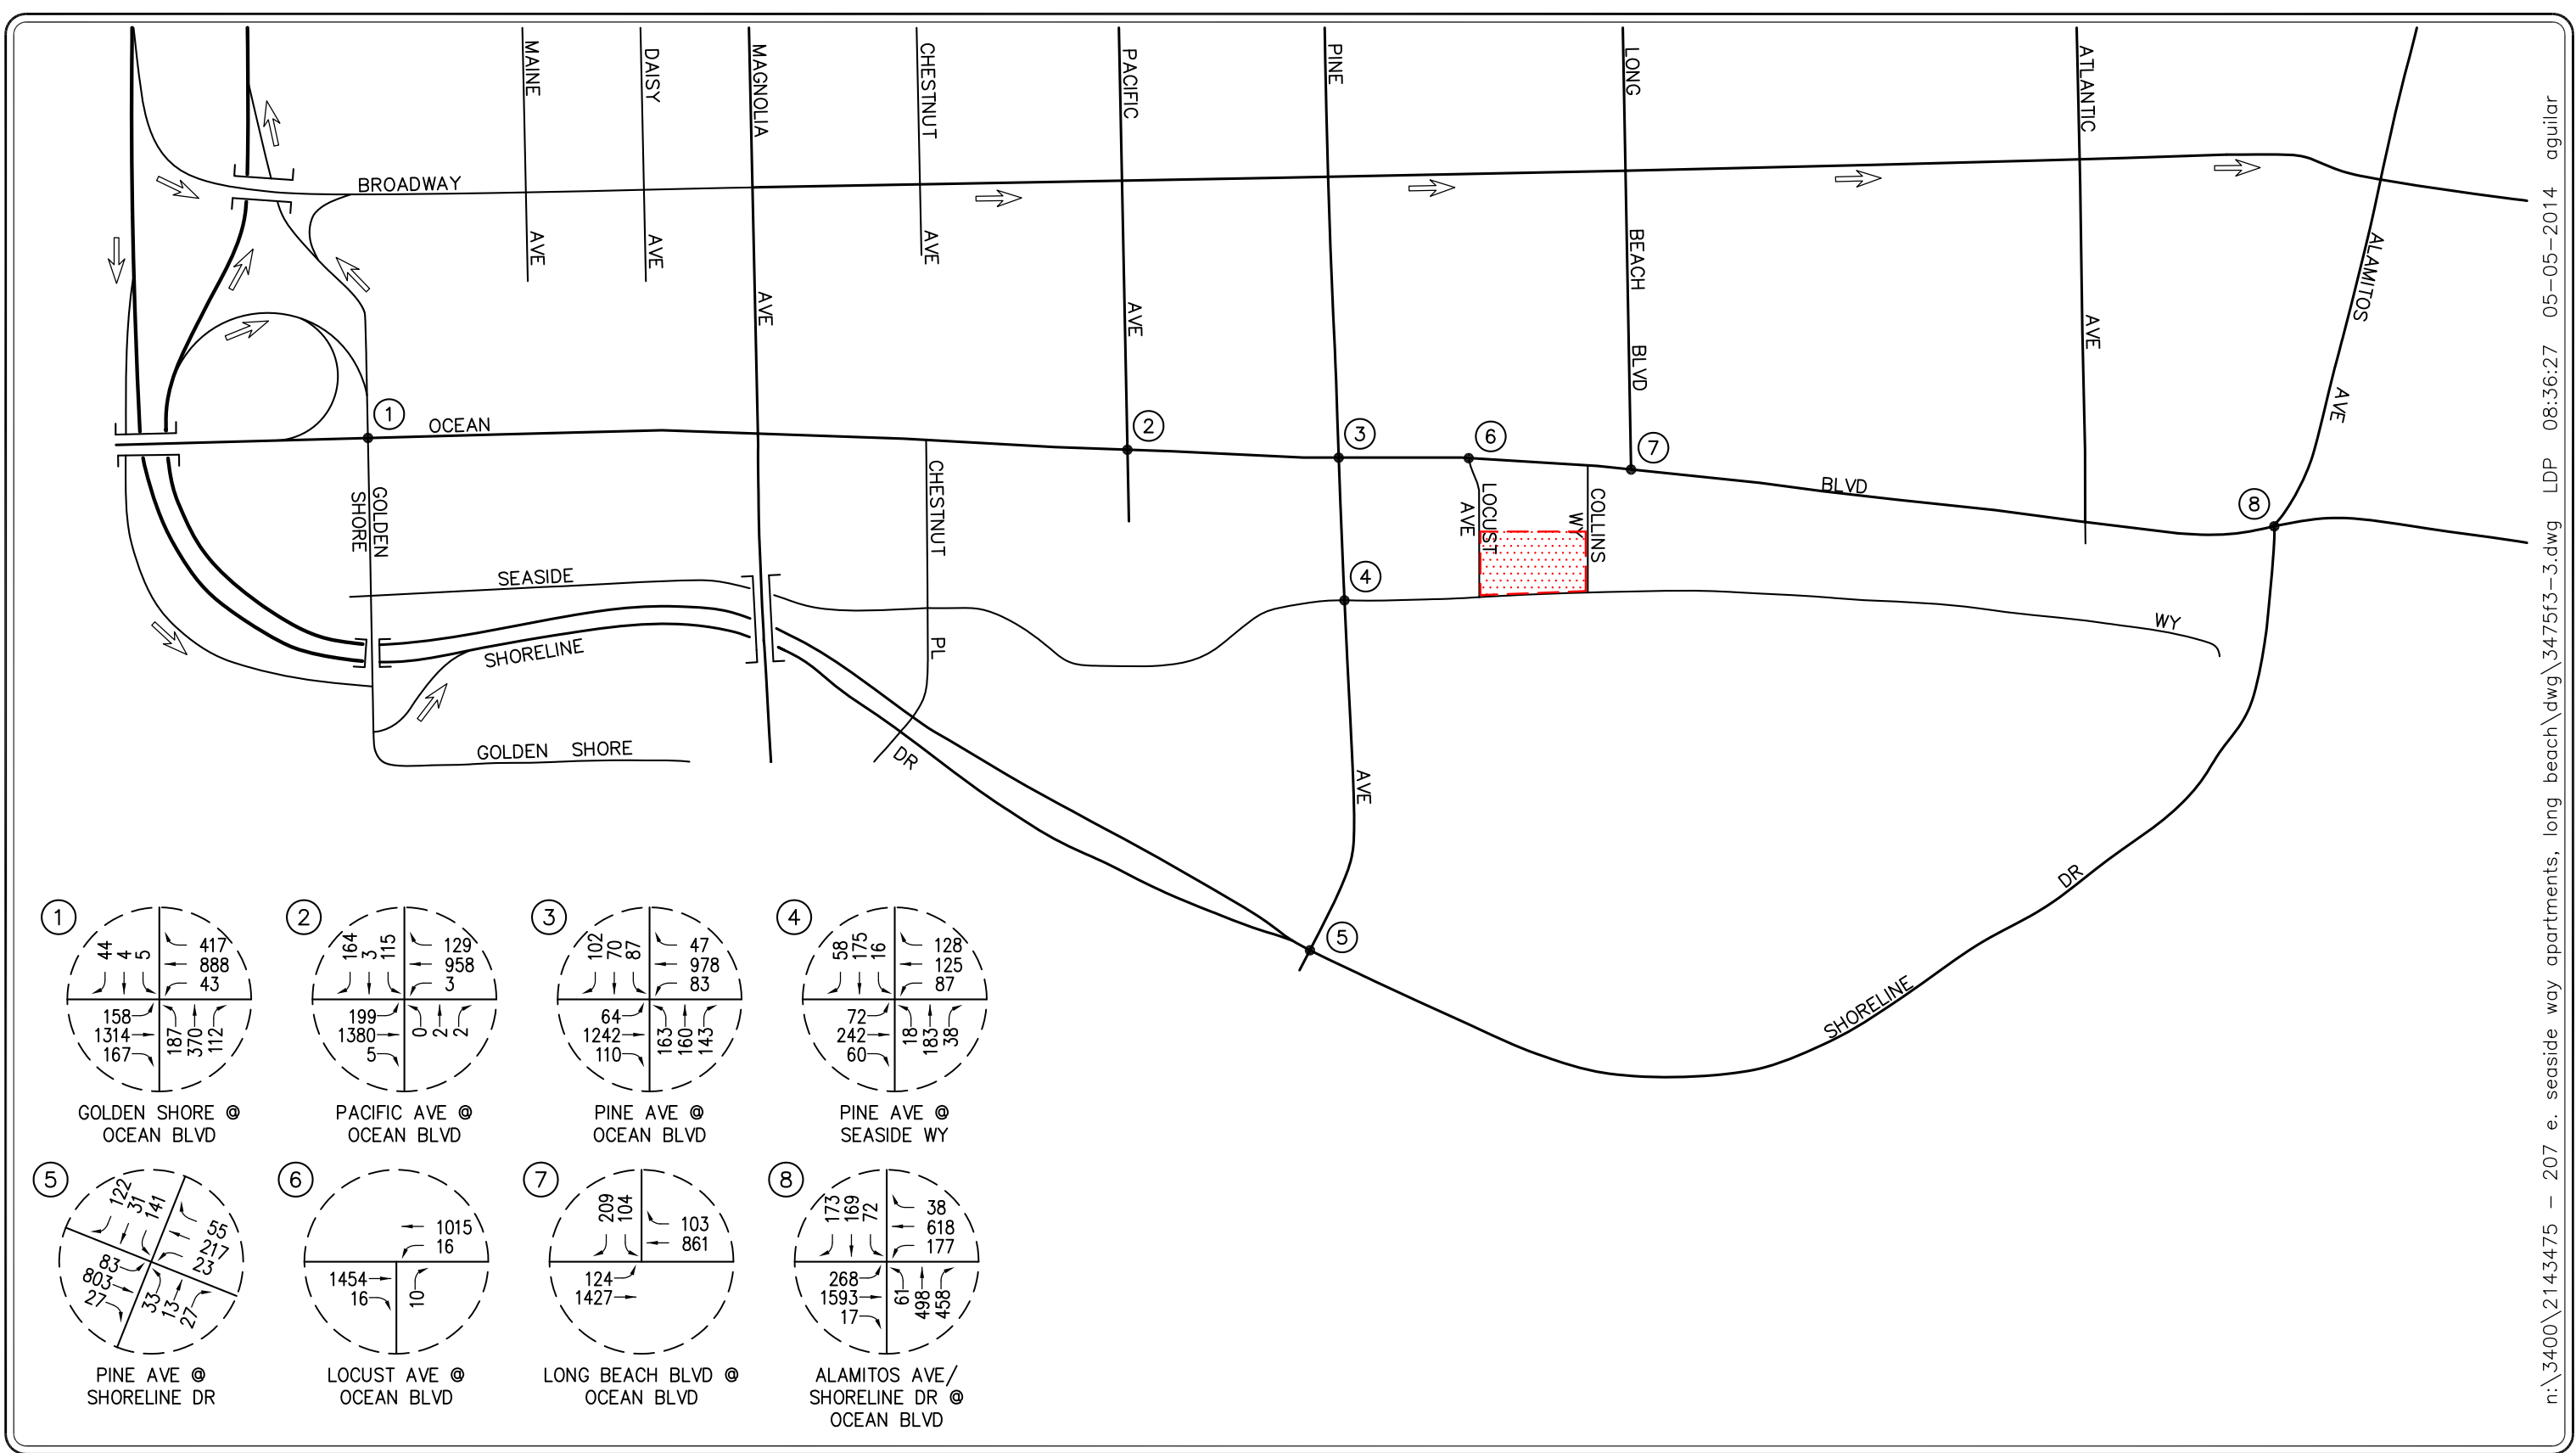 MAINE
AVE
DAISY
AVE
MAGNOLIA
AVE
CHESTNUT
AVE
PACIFIC
AVE
PINE
LONG
BEACH
BLVD
ATLANTIC
AVE
ALAMITOS
AVE
BROADWAY
1
OCEAN
2
3
6
7
BLVD
8
GOLDEN
SHORE
CHESTNUT
PL
LOCUST
AVE
COLLINS
WY
SEASIDE
4
WY
SHORELINE
DR
GOLDEN SHORE
AVE
5
SHORELINE
DR
1
44
4
5
417
888
43
158
1314
167
187
370
112
GOLDEN SHORE @
OCEAN BLVD
2
164
3
115
129
958
3
199
1380
5
0
2
2
PACIFIC AVE @
OCEAN BLVD
3
102
70
87
47
978
83
64
1242
110
163
160
143
PINE AVE @
OCEAN BLVD
4
58
175
16
128
125
87
72
242
60
18
183
38
PINE AVE @
SEASIDE WY
5
122
31
141
55
217
23
83
803
27
33
13
27
PINE AVE @
SHORELINE DR
6
1015
16
1454
16
10
LOCUST AVE @
OCEAN BLVD
7
209
104
103
861
124
1427
LONG BEACH BLVD @
OCEAN BLVD
8
173
169
72
38
618
177
268
1593
17
61
498
458
ALAMITOS AVE/
SHORELINE DR @
OCEAN BLVD
n:\3400\2143475 - 207 e. seaside way apartments, long beach\dwg\3475f3-3.dwg LDP 08:36:27 05-05-2014 aguilar